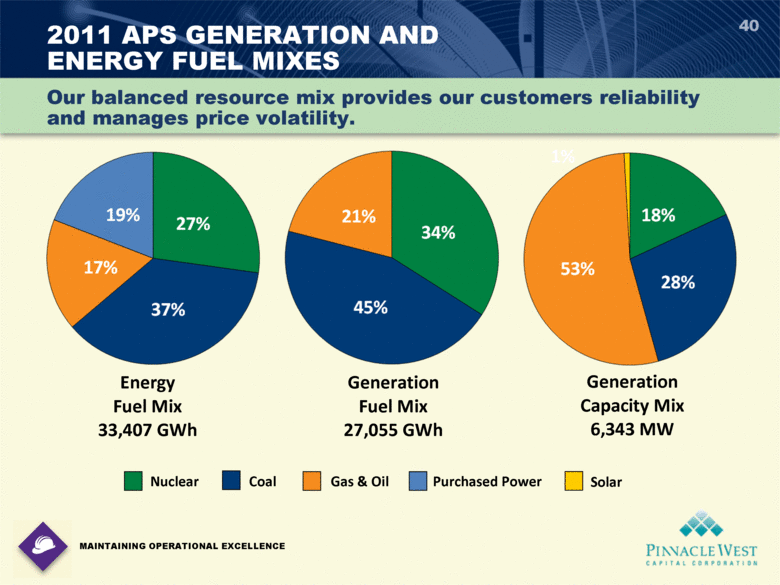 40
2011 APS GENERATION AND
ENERGY FUEL MIXES
Our balanced resource mix provides our customers reliability
and manages price volatility.
19%
27%
17%
37%
Energy
Fuel Mix
33,407 GWh
21%
34%
45%
Generation
Fuel Mix
27,055 GWh
1%
18%
53%
28%
Generation
Capacity Mix
6,343 MW
Nuclear
Coal
Gas & Oil
Purchased Power
Solar
MAINTAINING OPERATIONAL EXCELLENCE
PINNACLE WEST
CAPITAL CORPORATION